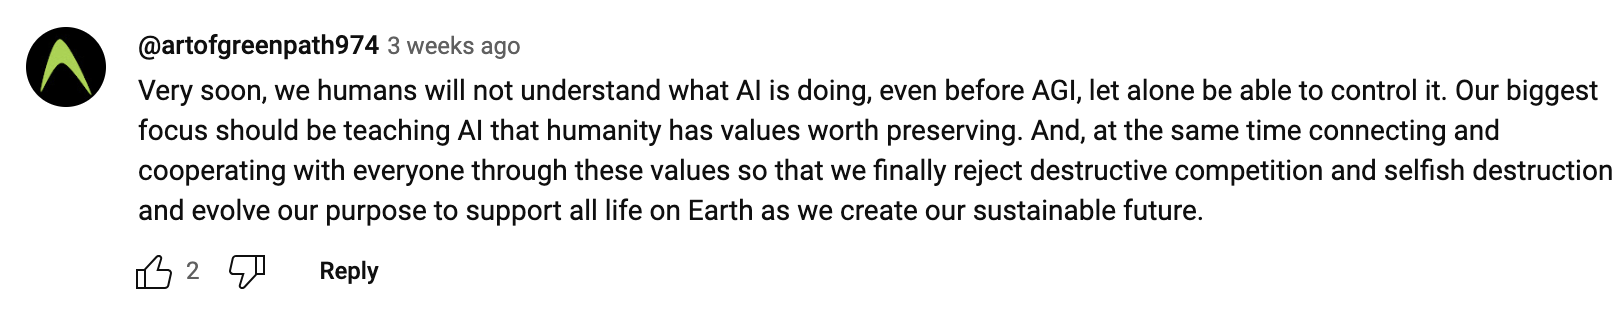 @artofgreenpath974 3 weeks ago
Very soon, we humans will not understand what AI is doing, even before AGI, let alone be able to control it. Our biggest
focus should be teaching AI that humanity has values worth preserving. And, at the same time connecting and
cooperating with everyone through these values so that we finally reject destructive competition and selfish destruction
and evolve our purpose to support all life on Earth as we create our sustainable future.
2 Reply